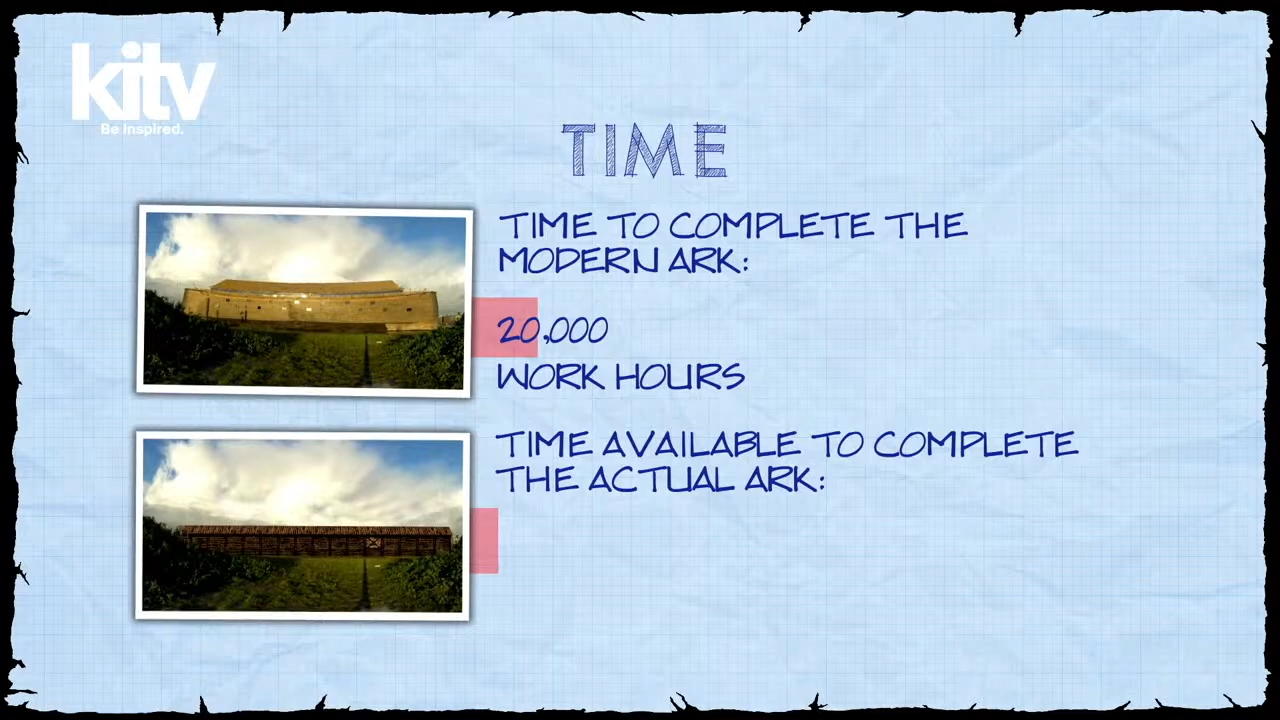 kitv
Be Inspired.
TIME
TIME TO COMPLETE THE
MODERN ARK:
20,000
WORK HOURS
TIME AVAILABLE TO COMPLETE
THE ACTUAL ARK: